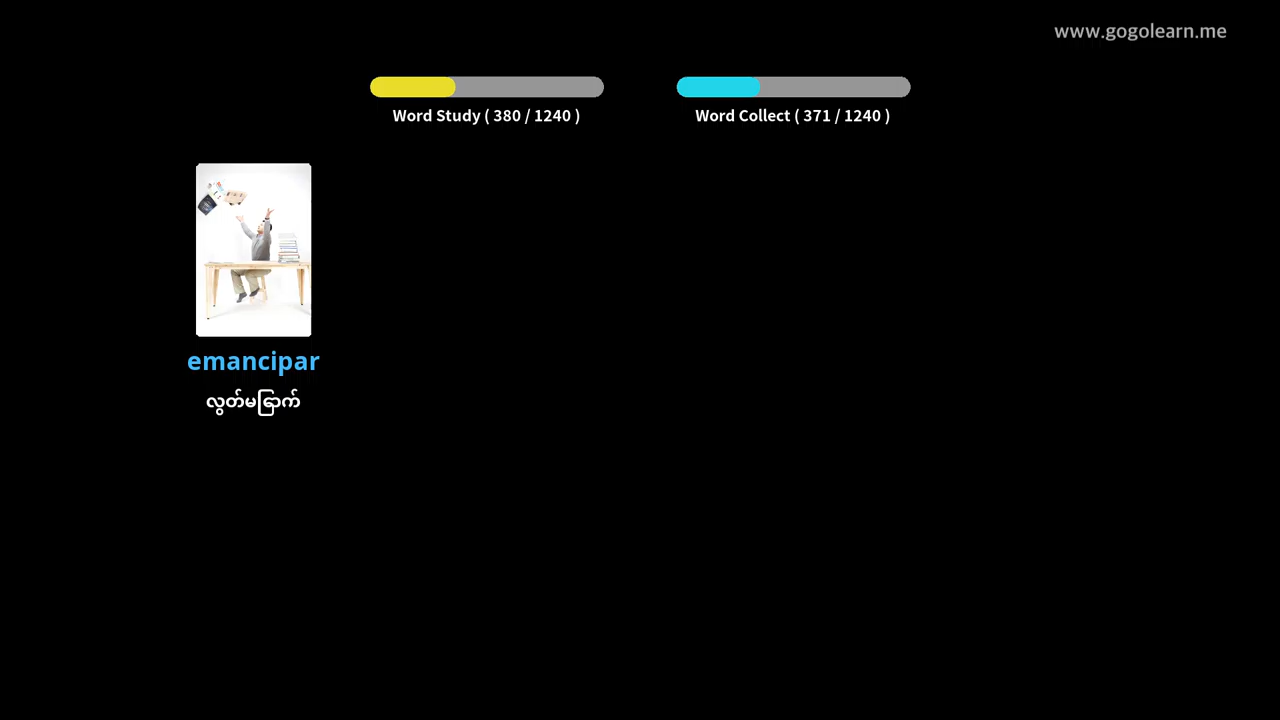 www.gogolearn.me
Word Study ( 380 / 1240 )
Word Collect ( 371 / 1240 )
emancipar
လွတ်မြောက်